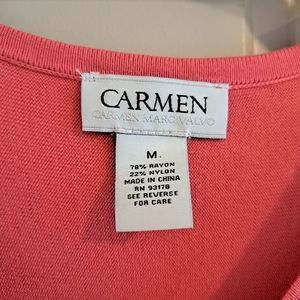 CARMEN
CARMEN MARC VALVO
M.
78% RAYON
22% NYLON
MADE IN CHINA
RN 93178
SEE REVERSE
FOR CARE